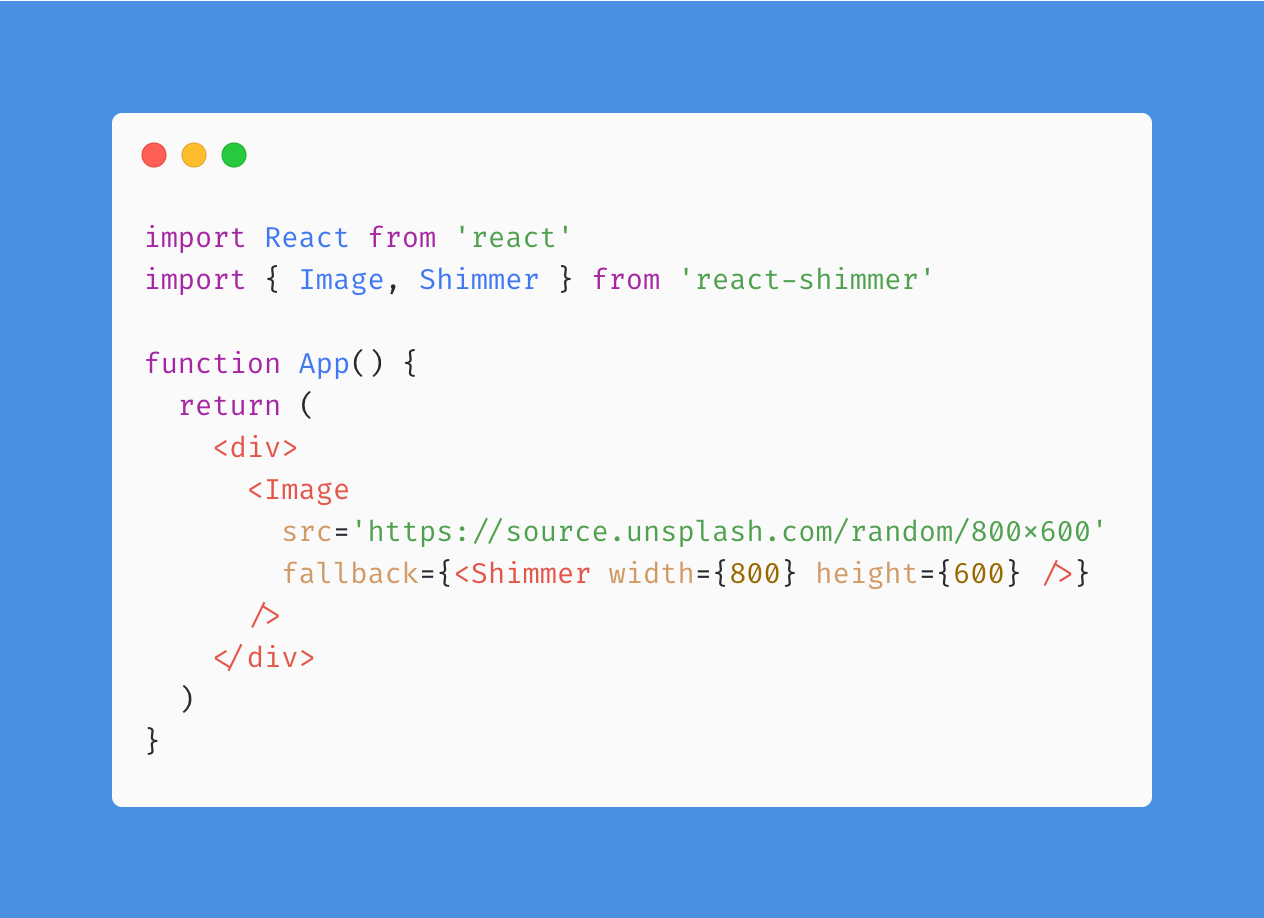 import React from 'react'
import { Image, Shimmer } from 'react-shimmer'
function App() {
return (
<div>
<Image
src='https://source.unsplash.com/random/800x600'
fallback={<Shimmer width={800} height={600} />}
/>
</div>
)
}